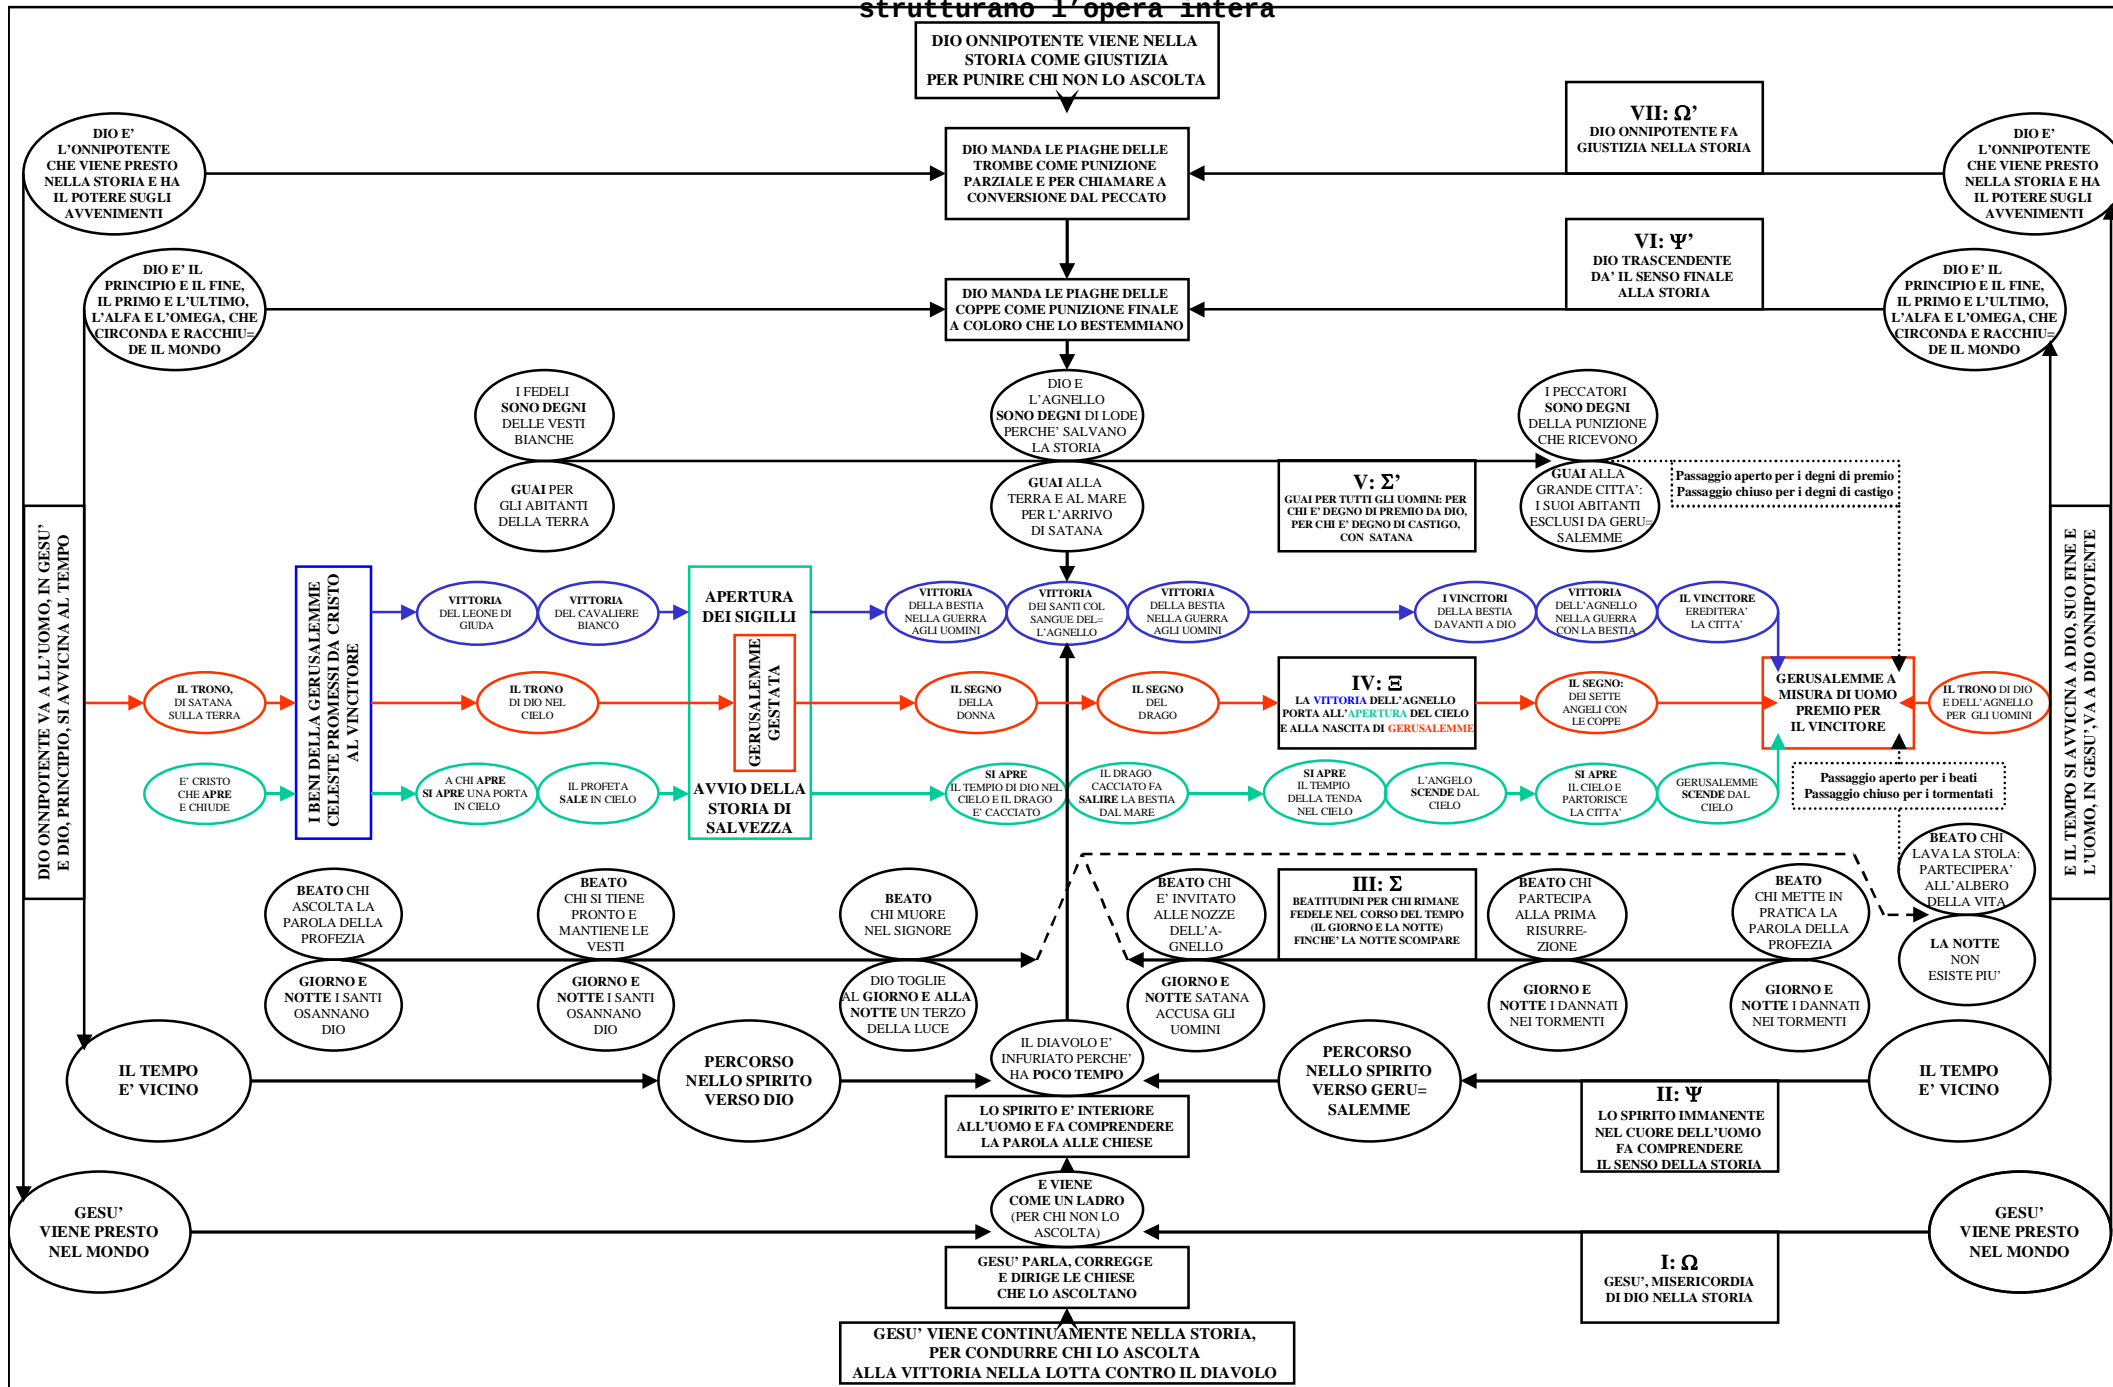 strutturano l'opera intera
DIO ONNIPOTENTE VIENE NELLA
STORIA COME GIUSTIZIA
PER PUNIRE CHI NON LO ASCOLTA
DIO E'
L'ONNIPOTENTE
CHE VIENE PRESTO
NELLA STORIA E HA
IL POTERE SUGLI
AVVENIMENTI
DIO MANDA LE PIAGHE DELLE
TROMBE COME PUNIZIONE
PARZIALE E PER CHIAMARE A
CONVERSIONE DAL PECCATO
VII: Ω'
DIO ONNIPOTENTE FA
GIUSTIZIA NELLA STORIA
DIO E'
L'ONNIPOTENTE
CHE VIENE PRESTO
NELLA STORIA E HA
IL POTERE SUGLI
AVVENIMENTI
DIO E' IL
PRINCIPIO E IL FINE,
IL PRIMO E L'ULTIMO,
L'ALFA E L'OMEGA, CHE
CIRCONDA E RACCHIU=
DE IL MONDO
DIO MANDA LE PIAGHE DELLE
COPPE COME PUNIZIONE FINALE
A COLORO CHE LO BESTEMMIANO
VI: Ψ'
DIO TRASCENDENTE
DA' IL SENSO FINALE
ALLA STORIA
DIO E' IL
PRINCIPIO E IL FINE,
IL PRIMO E L'ULTIMO,
L'ALFA E L'OMEGA, CHE
CIRCONDA E RACCHIU=
DE IL MONDO
I FEDELI
SONO DEGNI
DELLE VESTI
BIANCHE
DIO E
L'AGNELLO
SONO DEGNI DI LODE
PERCHE' SALVANO
LA STORIA
I PECCATORI
SONO DEGNI
DELLA PUNIZIONE
CHE RICEVONO
GUAI PER
GLI ABITANTI
DELLA TERRA
GUAI ALLA
TERRA E AL MARE
PER L'ARRIVO
DI SATANA
V: Σ'
GUAI PER TUTTI GLI UOMINI: PER
CHI E' DEGNO DI PREMIO DA DIO,
PER CHI E' DEGNO DI CASTIGO,
CON SATANA
GUAI ALLA
GRANDE CITTA':
I SUOI ABITANTI
ESCLUSI DA GERU=
SALEMME
Passaggio aperto per i degni di premio
Passaggio chiuso per i degni di castigo
DIO ONNIPOTENTE VA A L'UOMO, IN GESU'
E DIO, PRINCIPIO, SI AVVICINA AL TEMPO
I BENI DELLA GERUSALEMME
CELESTE PROMESSI DA CRISTO
AL VINCITORE
VITTORIA
DEL LEONE DI
GIUDA
VITTORIA
DEL CAVALIERE
BIANCO
APERTURA
DEI SIGILLI
GERUSALEMME
GESTATA
AVVIO DELLA
STORIA DI
SALVEZZA
VITTORIA
DELLA BESTIA
NELLA GUERRA
AGLI UOMINI
VITTORIA
DEI SANTI COL
SANGUE DEL=
L'AGNELLO
VITTORIA
DELLA BESTIA
NELLA GUERRA
AGLI UOMINI
I VINCITORI
DELLA BESTIA
DAVANTI A DIO
VITTORIA
DELL'AGNELLO
NELLA GUERRA
CON LA BESTIA
IL VINCITORE
EREDITERA'
LA CITTA'
E IL TEMPO SI AVVICINA A DIO, SUO FINE E
L'UOMO, IN GESU', VA A DIO ONNIPOTENTE
IL TRONO,
DI SATANA
SULLA TERRA
IL TRONO
DI DIO NEL
CIELO
IL SEGNO
DELLA
DONNA
IL SEGNO
DEL
DRAGO
IV: Ξ
LA VITTORIA DELL'AGNELLO
PORTA ALL'APERTURA DEL CIELO
E ALLA NASCITA DI GERUSALEMME
IL SEGNO:
DEI SETTE
ANGELI CON
LE COPPE
GERUSALEMME A
MISURA DI UOMO
PREMIO PER
IL VINCITORE
IL TRONO DI DIO
E DELL'AGNELLO
PER GLI UOMINI
E' CRISTO
CHE APRE
E CHIUDE
A CHI APRE
SI APRE UNA PORTA
IN CIELO
IL PROFETA
SALE IN CIELO
SI APRE
IL TEMPIO DI DIO NEL
CIELO E IL DRAGO
E' CACCIATO
IL DRAGO
CACCIATO FA
SALIRE LA BESTIA
DAL MARE
SI APRE
IL TEMPIO
DELLA TENDA
NEL CIELO
L'ANGELO
SCENDE DAL
CIELO
SI APRE
IL CIELO E
PARTORISCE
LA CITTA'
GERUSALEMME
SCENDE DAL
CIELO
Passaggio aperto per i beati
Passaggio chiuso per i tormentati
BEATO CHI
ASCOLTA LA
PAROLA DELLA
PROFEZIA
BEATO
CHI SI TIENE
PRONTO E
MANTIENE LE
VESTI
BEATO
CHI MUORE
NEL SIGNORE
BEATO CHI
E' INVITATO
ALLE NOZZE
DELL'A-
GNELLO
III: Σ
BEATITUDINI PER CHI RIMANE
FEDELE NEL CORSO DEL TEMPO
(IL GIORNO E LA NOTTE)
FINCHE' LA NOTTE SCOMPARE
BEATO CHI
PARTECIPA
ALLA PRIMA
RISURRE-
ZIONE
BEATO
CHI METTE IN
PRATICA LA
PAROLA DELLA
PROFEZIA
BEATO CHI
LAVA LA STOLA:
PARTECIPERA'
ALL'ALBERO
DELLA VITA
GIORNO E
NOTTE I SANTI
OSANNANO
DIO
GIORNO E
NOTTE I SANTI
OSANNANO
DIO
DIO TOGLIE
AL GIORNO E ALLA
NOTTE UN TERZO
DELLA LUCE
GIORNO E
NOTTE SATANA
ACCUSA GLI
UOMINI
GIORNO E
NOTTE I DANNATI
NEI TORMENTI
GIORNO E
NOTTE I DANNATI
NEI TORMENTI
LA NOTTE
NON
ESISTE PIU'
IL TEMPO
E' VICINO
PERCORSO
NELLO SPIRITO
VERSO DIO
IL DIAVOLO E'
INFURIATO PERCHE'
HA POCO TEMPO
PERCORSO
NELLO SPIRITO
VERSO GERU=
SALEMME
IL TEMPO
E' VICINO
LO SPIRITO E' INTERIORE
ALL'UOMO E FA COMPRENDERE
LA PAROLA ALLE CHIESE
II: Ψ
LO SPIRITO IMMANENTE
NEL CUORE DELL'UOMO
FA COMPRENDERE
IL SENSO DELLA STORIA
GESU'
VIENE PRESTO
NEL MONDO
E VIENE
COME UN LADRO
(PER CHI NON LO
ASCOLTA)
GESU'
VIENE PRESTO
NEL MONDO
GESU' PARLA, CORREGGE
E DIRIGE LE CHIESE
CHE LO ASCOLTANO
I: Ω
GESU', MISERICORDIA
DI DIO NELLA STORIA
GESU' VIENE CONTINUAMENTE NELLA STORIA,
PER CONDURRE CHI LO ASCOLTA
ALLA VITTORIA NELLA LOTTA CONTRO IL DIAVOLO